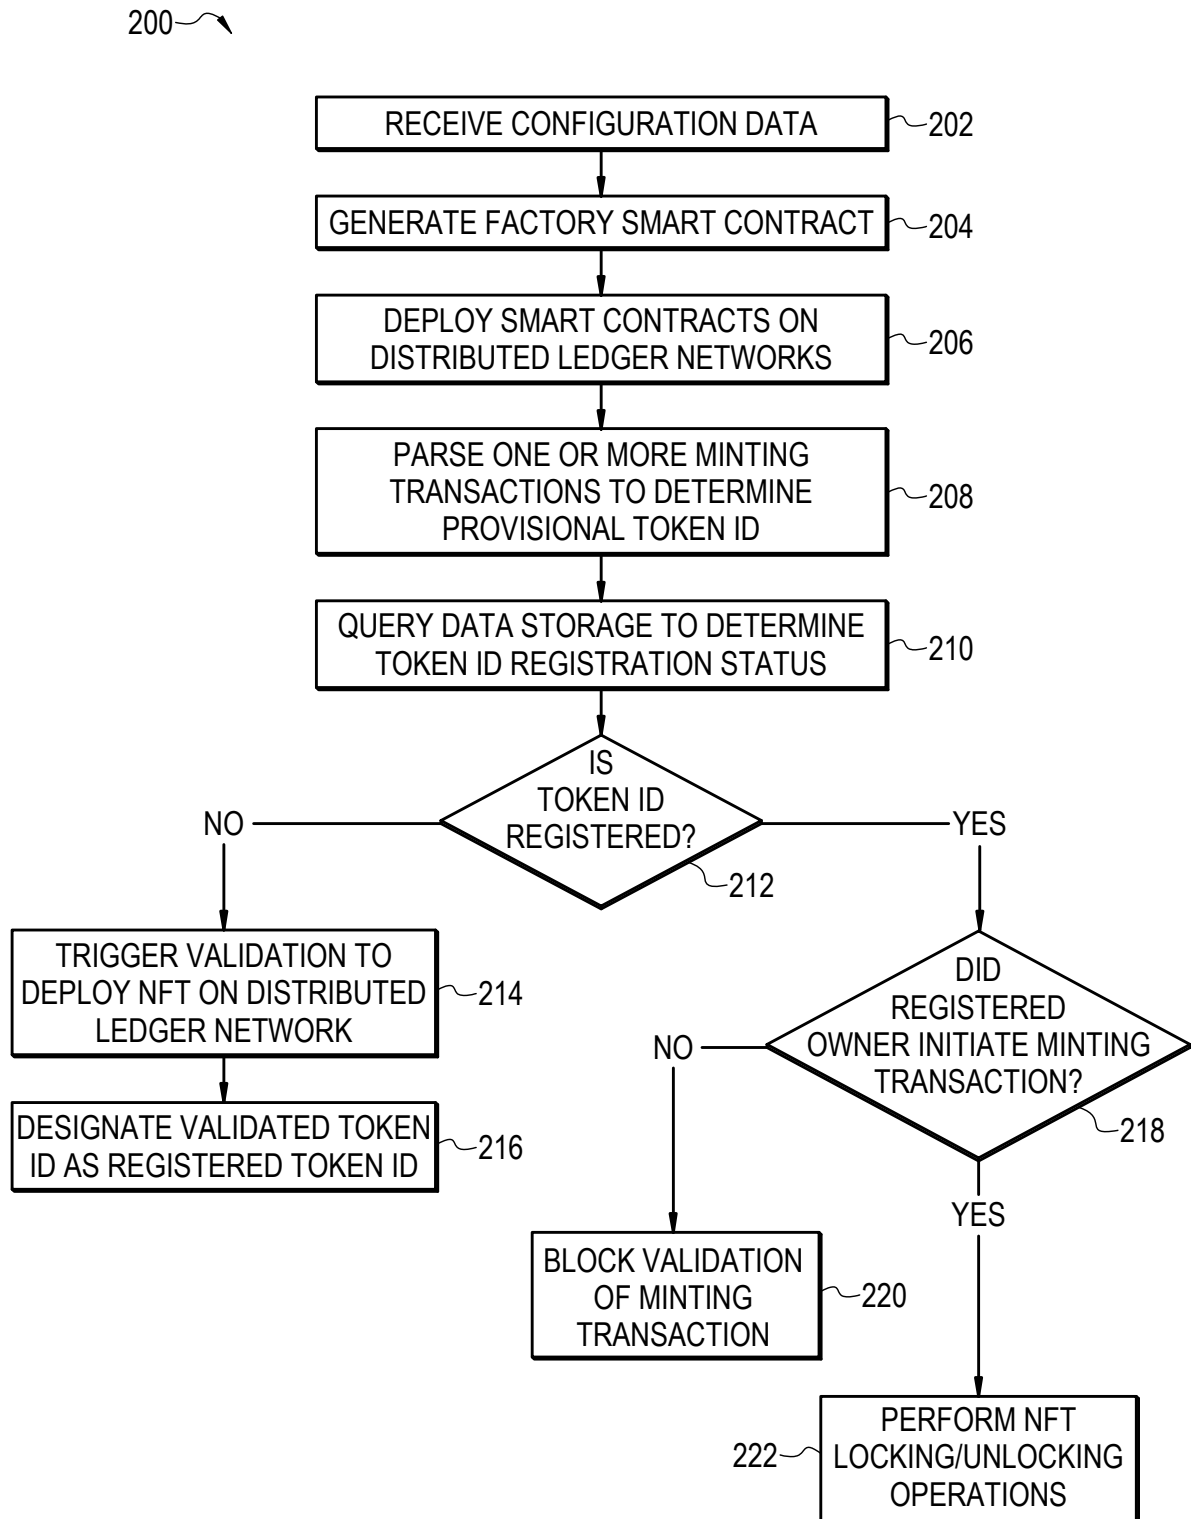 200
RECEIVE CONFIGURATION DATA
202
GENERATE FACTORY SMART CONTRACT
204
DEPLOY SMART CONTRACTS ON
DISTRIBUTED LEDGER NETWORKS
206
PARSE ONE OR MORE MINTING
TRANSACTIONS TO DETERMINE
PROVISIONAL TOKEN ID
208
QUERY DATA STORAGE TO DETERMINE
TOKEN ID REGISTRATION STATUS
210
IS
TOKEN ID
REGISTERED?
212
NO
YES
TRIGGER VALIDATION TO
DEPLOY NFT ON DISTRIBUTED
LEDGER NETWORK
214
DESIGNATE VALIDATED TOKEN
ID AS REGISTERED TOKEN ID
216
DID
REGISTERED
OWNER INITIATE MINTING
TRANSACTION?
218
NO
YES
BLOCK VALIDATION
OF MINTING
TRANSACTION
220
PERFORM NFT
LOCKING/UNLOCKING
OPERATIONS
222